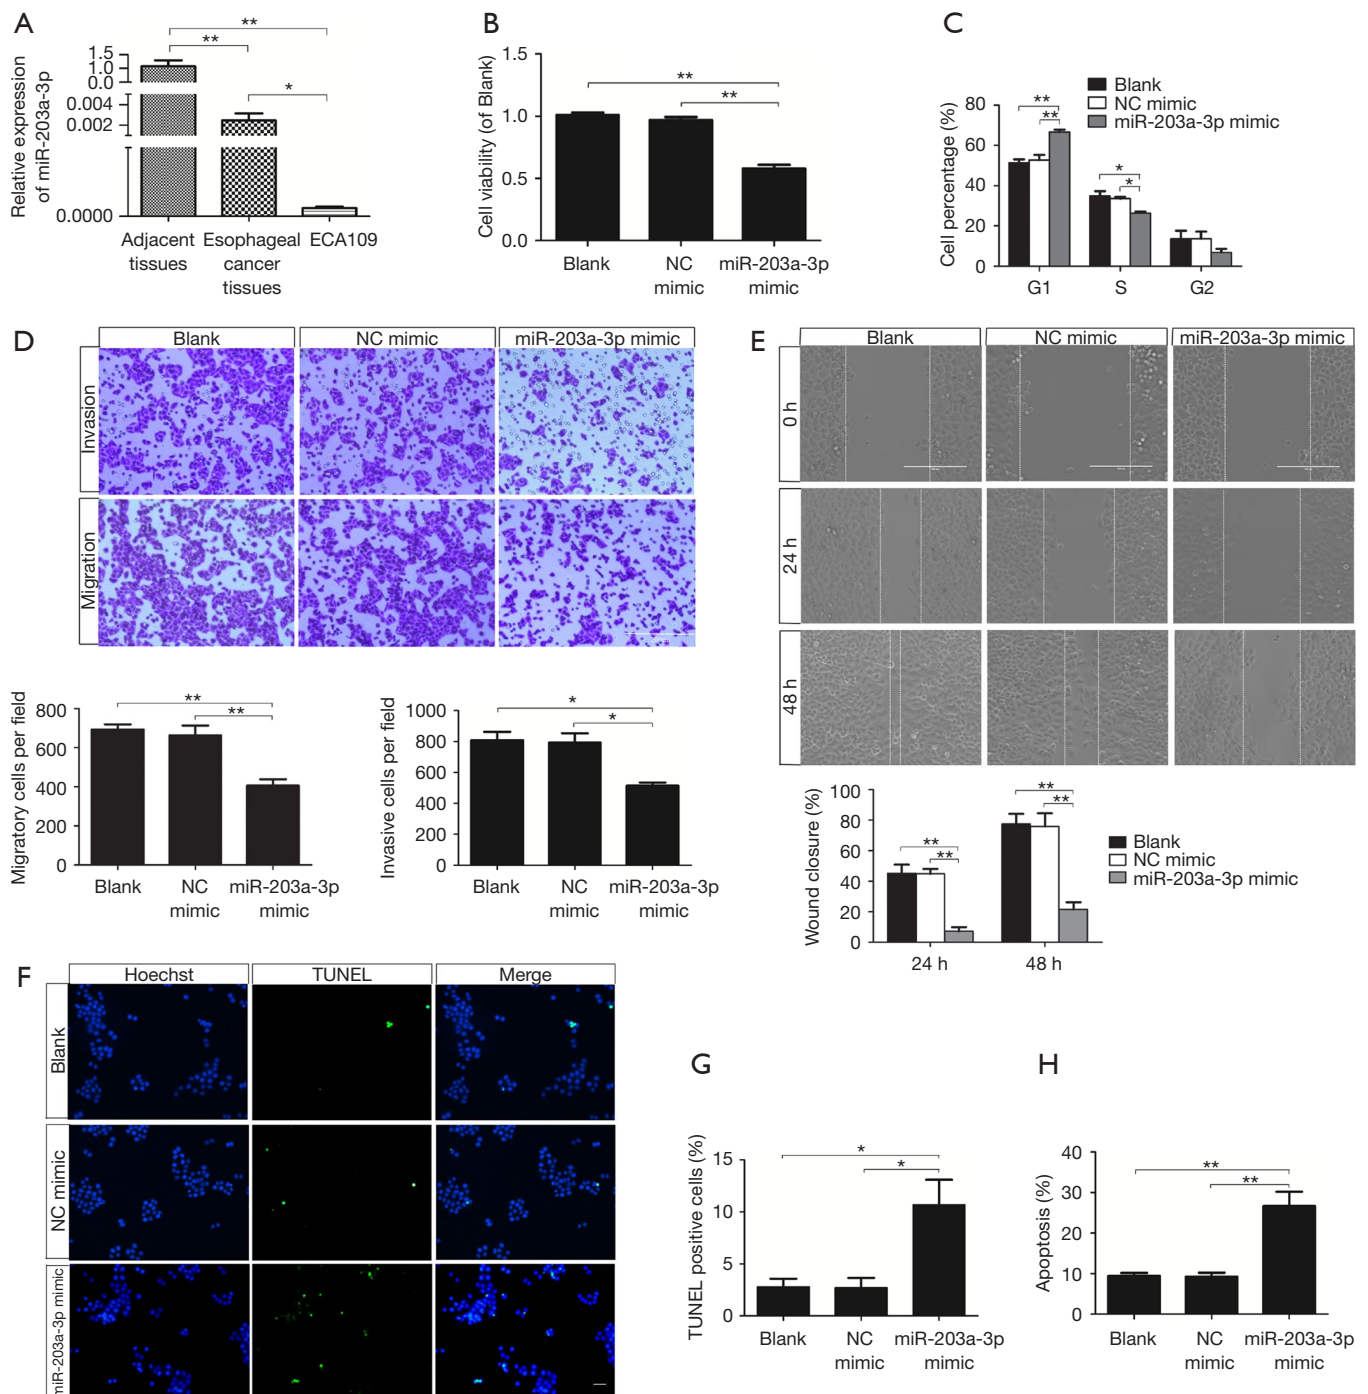 A
Relative expression
of miR-203a-3p
1.5
1.0
0.0
0.004
0.002
0.0000
**
**
*
Adjacent
tissues
Esophageal
cancer
tissues
ECA109
B
Cell viability (of Blank)
1.5
1.0
0.5
0.0
**
**
Blank
NC
mimic
miR-203a-3p
mimic
C
Blank
NC mimic
miR-203a-3p mimic
Cell percentage (%)
80
60
40
20
0
**
**
*
*
G1
S
G2
D
Blank
NC mimic
miR-203a-3p mimic
Invasion
Migration
Migratory cells per field
800
600
400
200
0
**
**
Blank
NC
mimic
miR-203a-3p
mimic
Invasive cells per field
1000
800
600
400
200
0
*
*
Blank
NC
mimic
miR-203a-3p
mimic
E
Blank
NC mimic
miR-203a-3p mimic
0 h
24 h
48 h
Wound closure (%)
100
80
60
40
20
0
**
**
**
**
24 h
48 h
Blank
NC mimic
miR-203a-3p mimic
F
Hoechst
TUNEL
Merge
Blank
NC mimic
miR-203a-3p mimic
G
TUNEL positive cells (%)
15
10
5
0
*
*
Blank
NC
mimic
miR-203a-3p
mimic
H
Apoptosis (%)
40
30
20
10
0
**
**
Blank
NC
mimic
miR-203a-3p
mimic